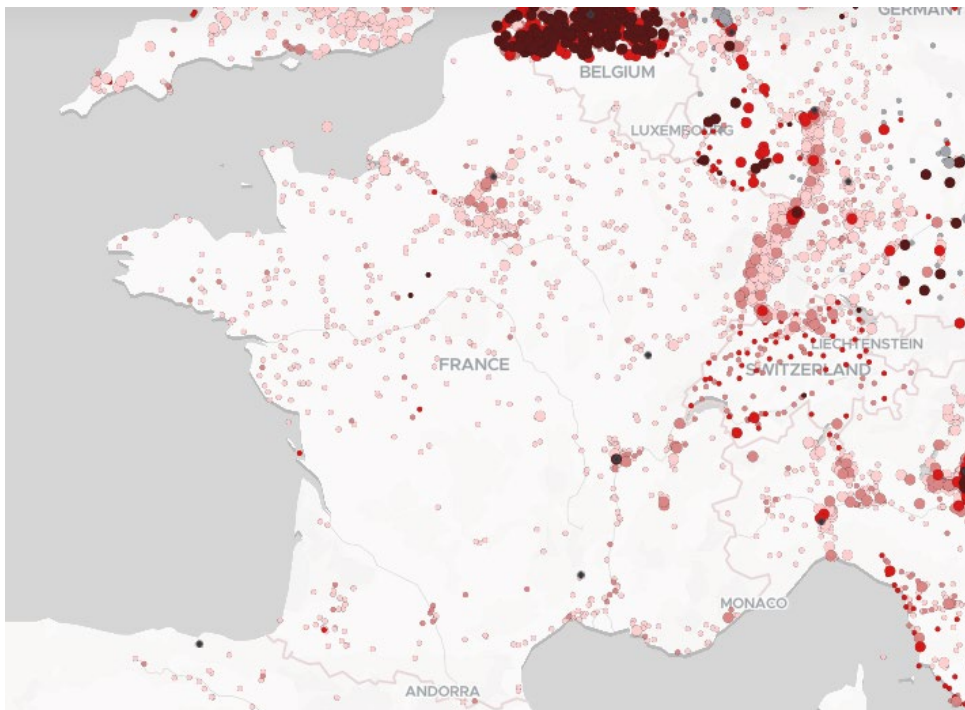 GERMANY
BELGIUM
LUXEMBOURG
LIECHTENSTEIN
FRANCE
SWITZERLAND
MONACO
ANDORRA